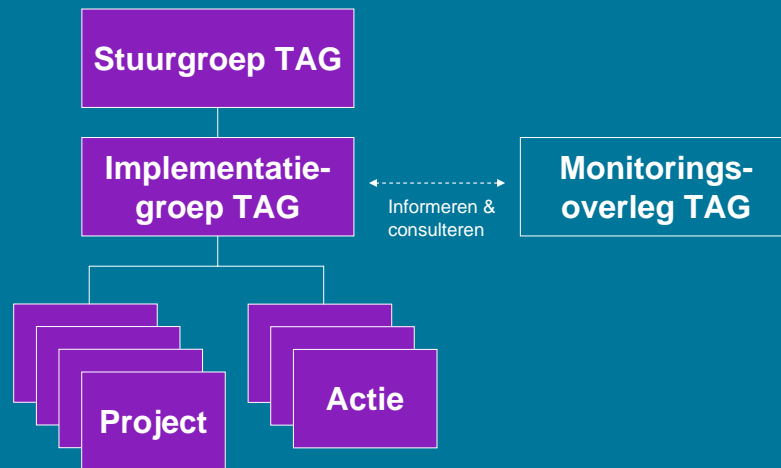 Stuurgroep TAG
Implementatie-
groep TAG
Informeren &
consulteren
Monitorings-
overleg TAG
Project
Actie